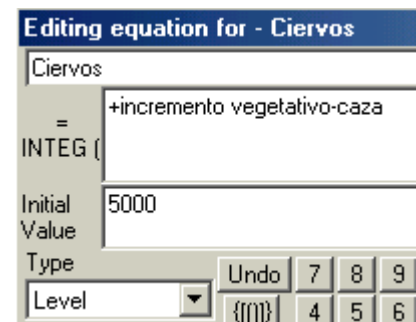 Editing equation for - Ciervos
Ciervos
= INTEG (
+incremento vegetativo-caza
Initial Value
5000
Type
Undo 7 8 9
Level
{[()]} 4 5 6